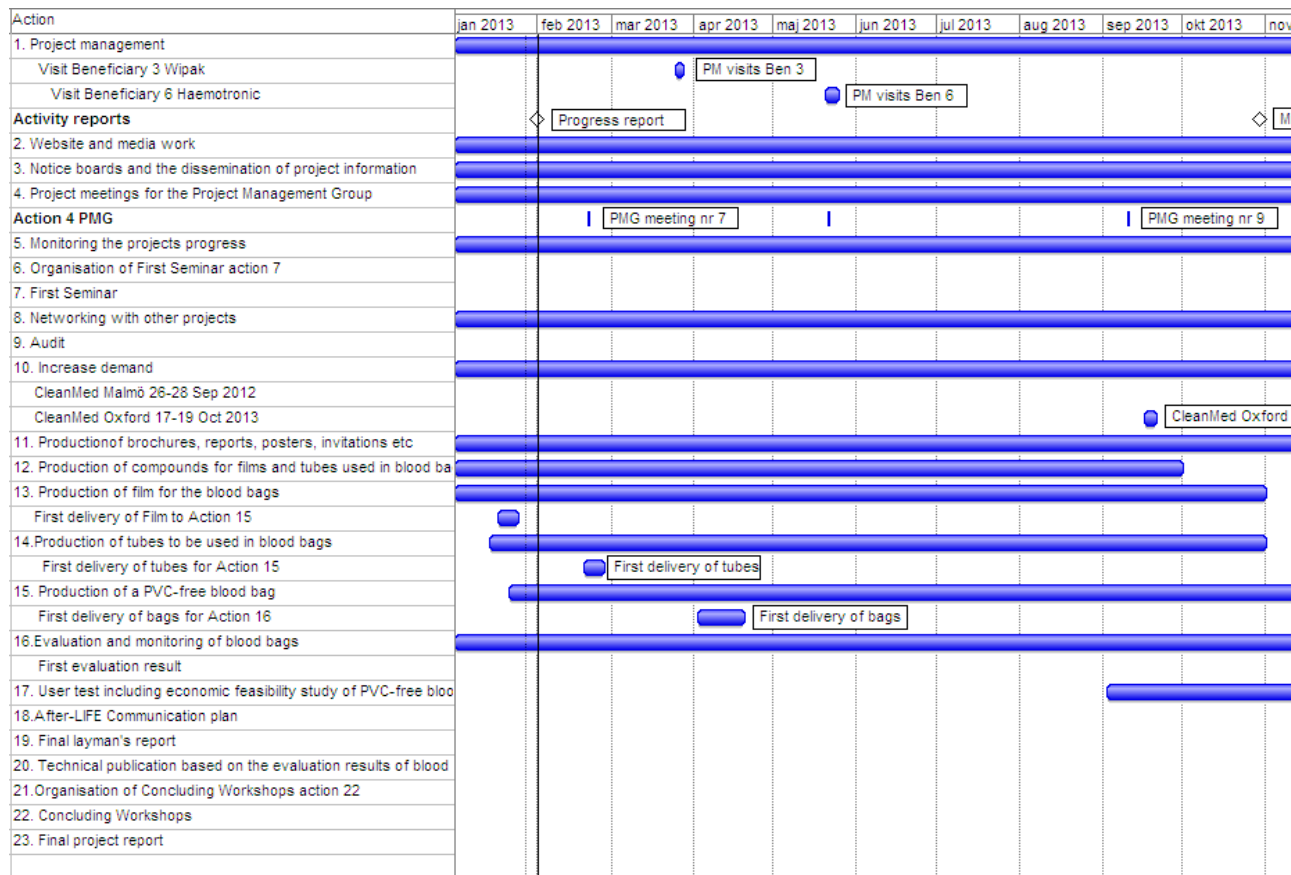 Action
jan 2013 feb 2013 mar 2013 apr 2013 maj 2013 jun 2013 jul 2013 aug 2013 sep 2013 okt 2013 nov
1. Project management
Visit Beneficiary 3 Wipak PM visits Ben 3
Visit Beneficiary 6 Haemotronic PM visits Ben 6
Activity reports Progress report M
2. Website and media work
3. Notice boards and the dissemination of project information
4. Project meetings for the Project Management Group
Action 4 PMG PMG meeting nr 7 PMG meeting nr 9
5. Monitoring the projects progress
6. Organisation of First Seminar action 7
7. First Seminar
8. Networking with other projects
9. Audit
10. Increase demand
CleanMed Malmö 26-28 Sep 2012
CleanMed Oxford 17-19 Oct 2013 CleanMed Oxford
11. Productionof brochures, reports, posters, invitations etc
12. Production of compounds for films and tubes used in blood ba
13. Production of film for the blood bags
First delivery of Film to Action 15
14.Production of tubes to be used in blood bags
First delivery of tubes for Action 15 First delivery of tubes
15. Production of a PVC-free blood bag
First delivery of bags for Action 16 First delivery of bags
16.Evaluation and monitoring of blood bags
First evaluation result
17. User test including economic feasibility study of PVC-free bloo
18.After-LIFE Communication plan
19. Final layman's report
20. Technical publication based on the evaluation results of blood
21.Organisation of Concluding Workshops action 22
22. Concluding Workshops
23. Final project report